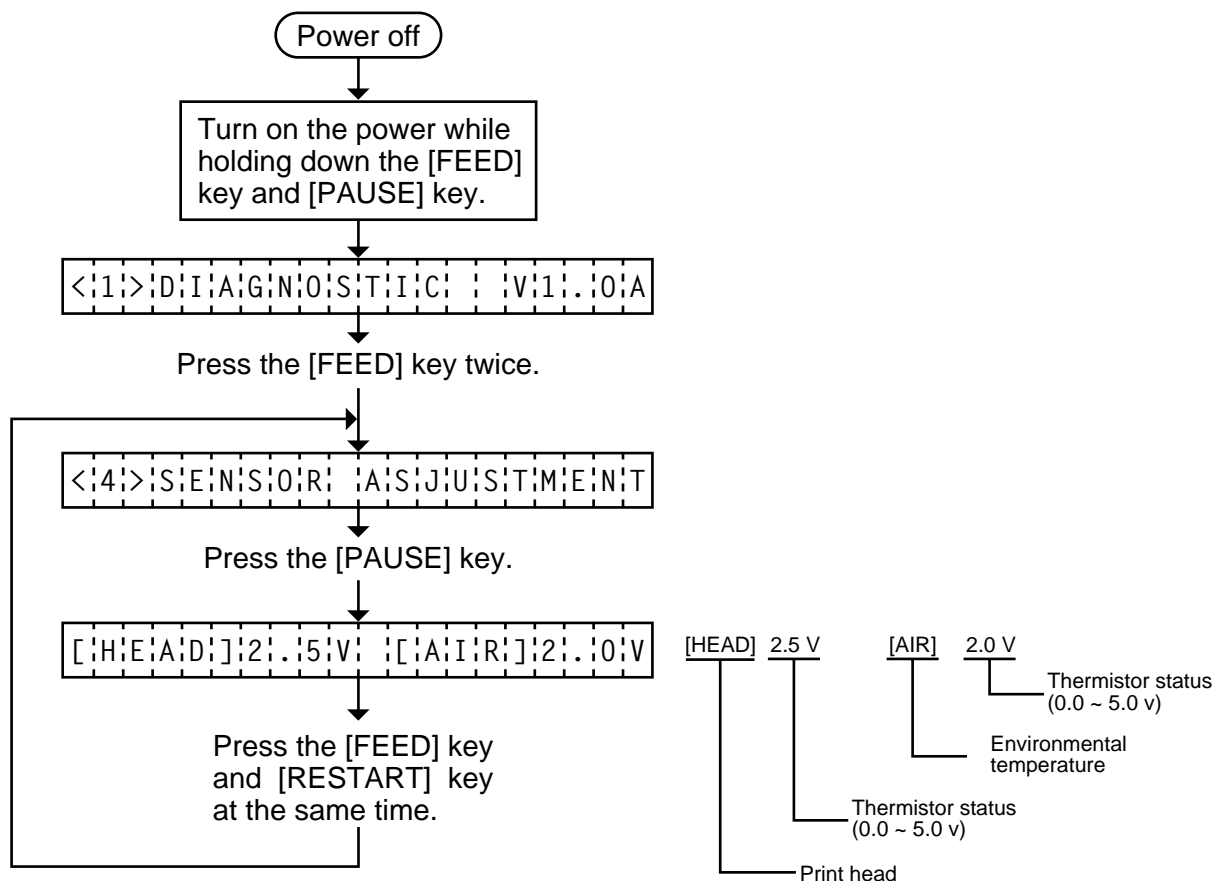 Power off
Turn on the power while
holding down the [FEED]
key and [PAUSE] key.
<1>DIAGNOSTIC  V1.0A
Press the [FEED] key twice.
<4>SENSOR ASJUSTMENT
Press the [PAUSE] key.
[HEAD]2.5V [AIR]2.0V
[HEAD] 2.5 V [AIR] 2.0 V
Thermistor status
(0.0 ~ 5.0 v)
Environmental
temperature
Thermistor status
(0.0 ~ 5.0 v)
Print head
Press the [FEED] key
and [RESTART] key
at the same time.